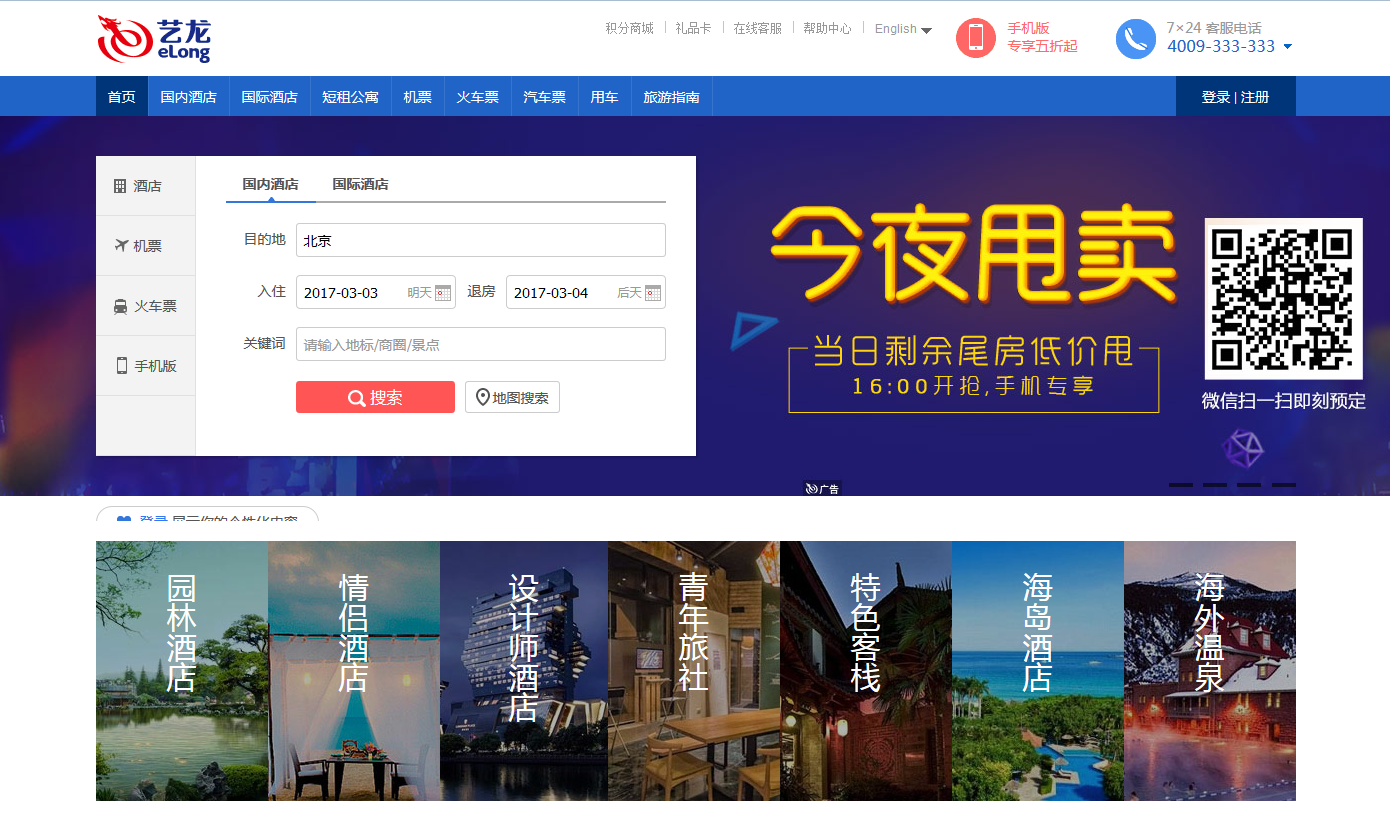 艺龙
eLong
积分商城 礼品卡 在线客服 帮助中心 English
手机版
专享五折起
7×24 客服电话
4009-333-333
首页 国内酒店 国际酒店 短租公寓 机票 火车票 汽车票 用车 旅游指南 登录 | 注册
酒店
机票
火车票
手机版
国内酒店 国际酒店
目的地 北京
入住 2017-03-03 明天 退房 2017-03-04 后天
关键词 请输入地标/商圈/景点
搜索 地图搜索
今夜甩卖
当日剩余尾房低价甩
16:00开抢,手机专享
微信扫一扫即刻预定
广告
登录 展示你的个性化内容
园林酒店
情侣酒店
设计师酒店
青年旅社
特色客栈
海岛酒店
海外温泉